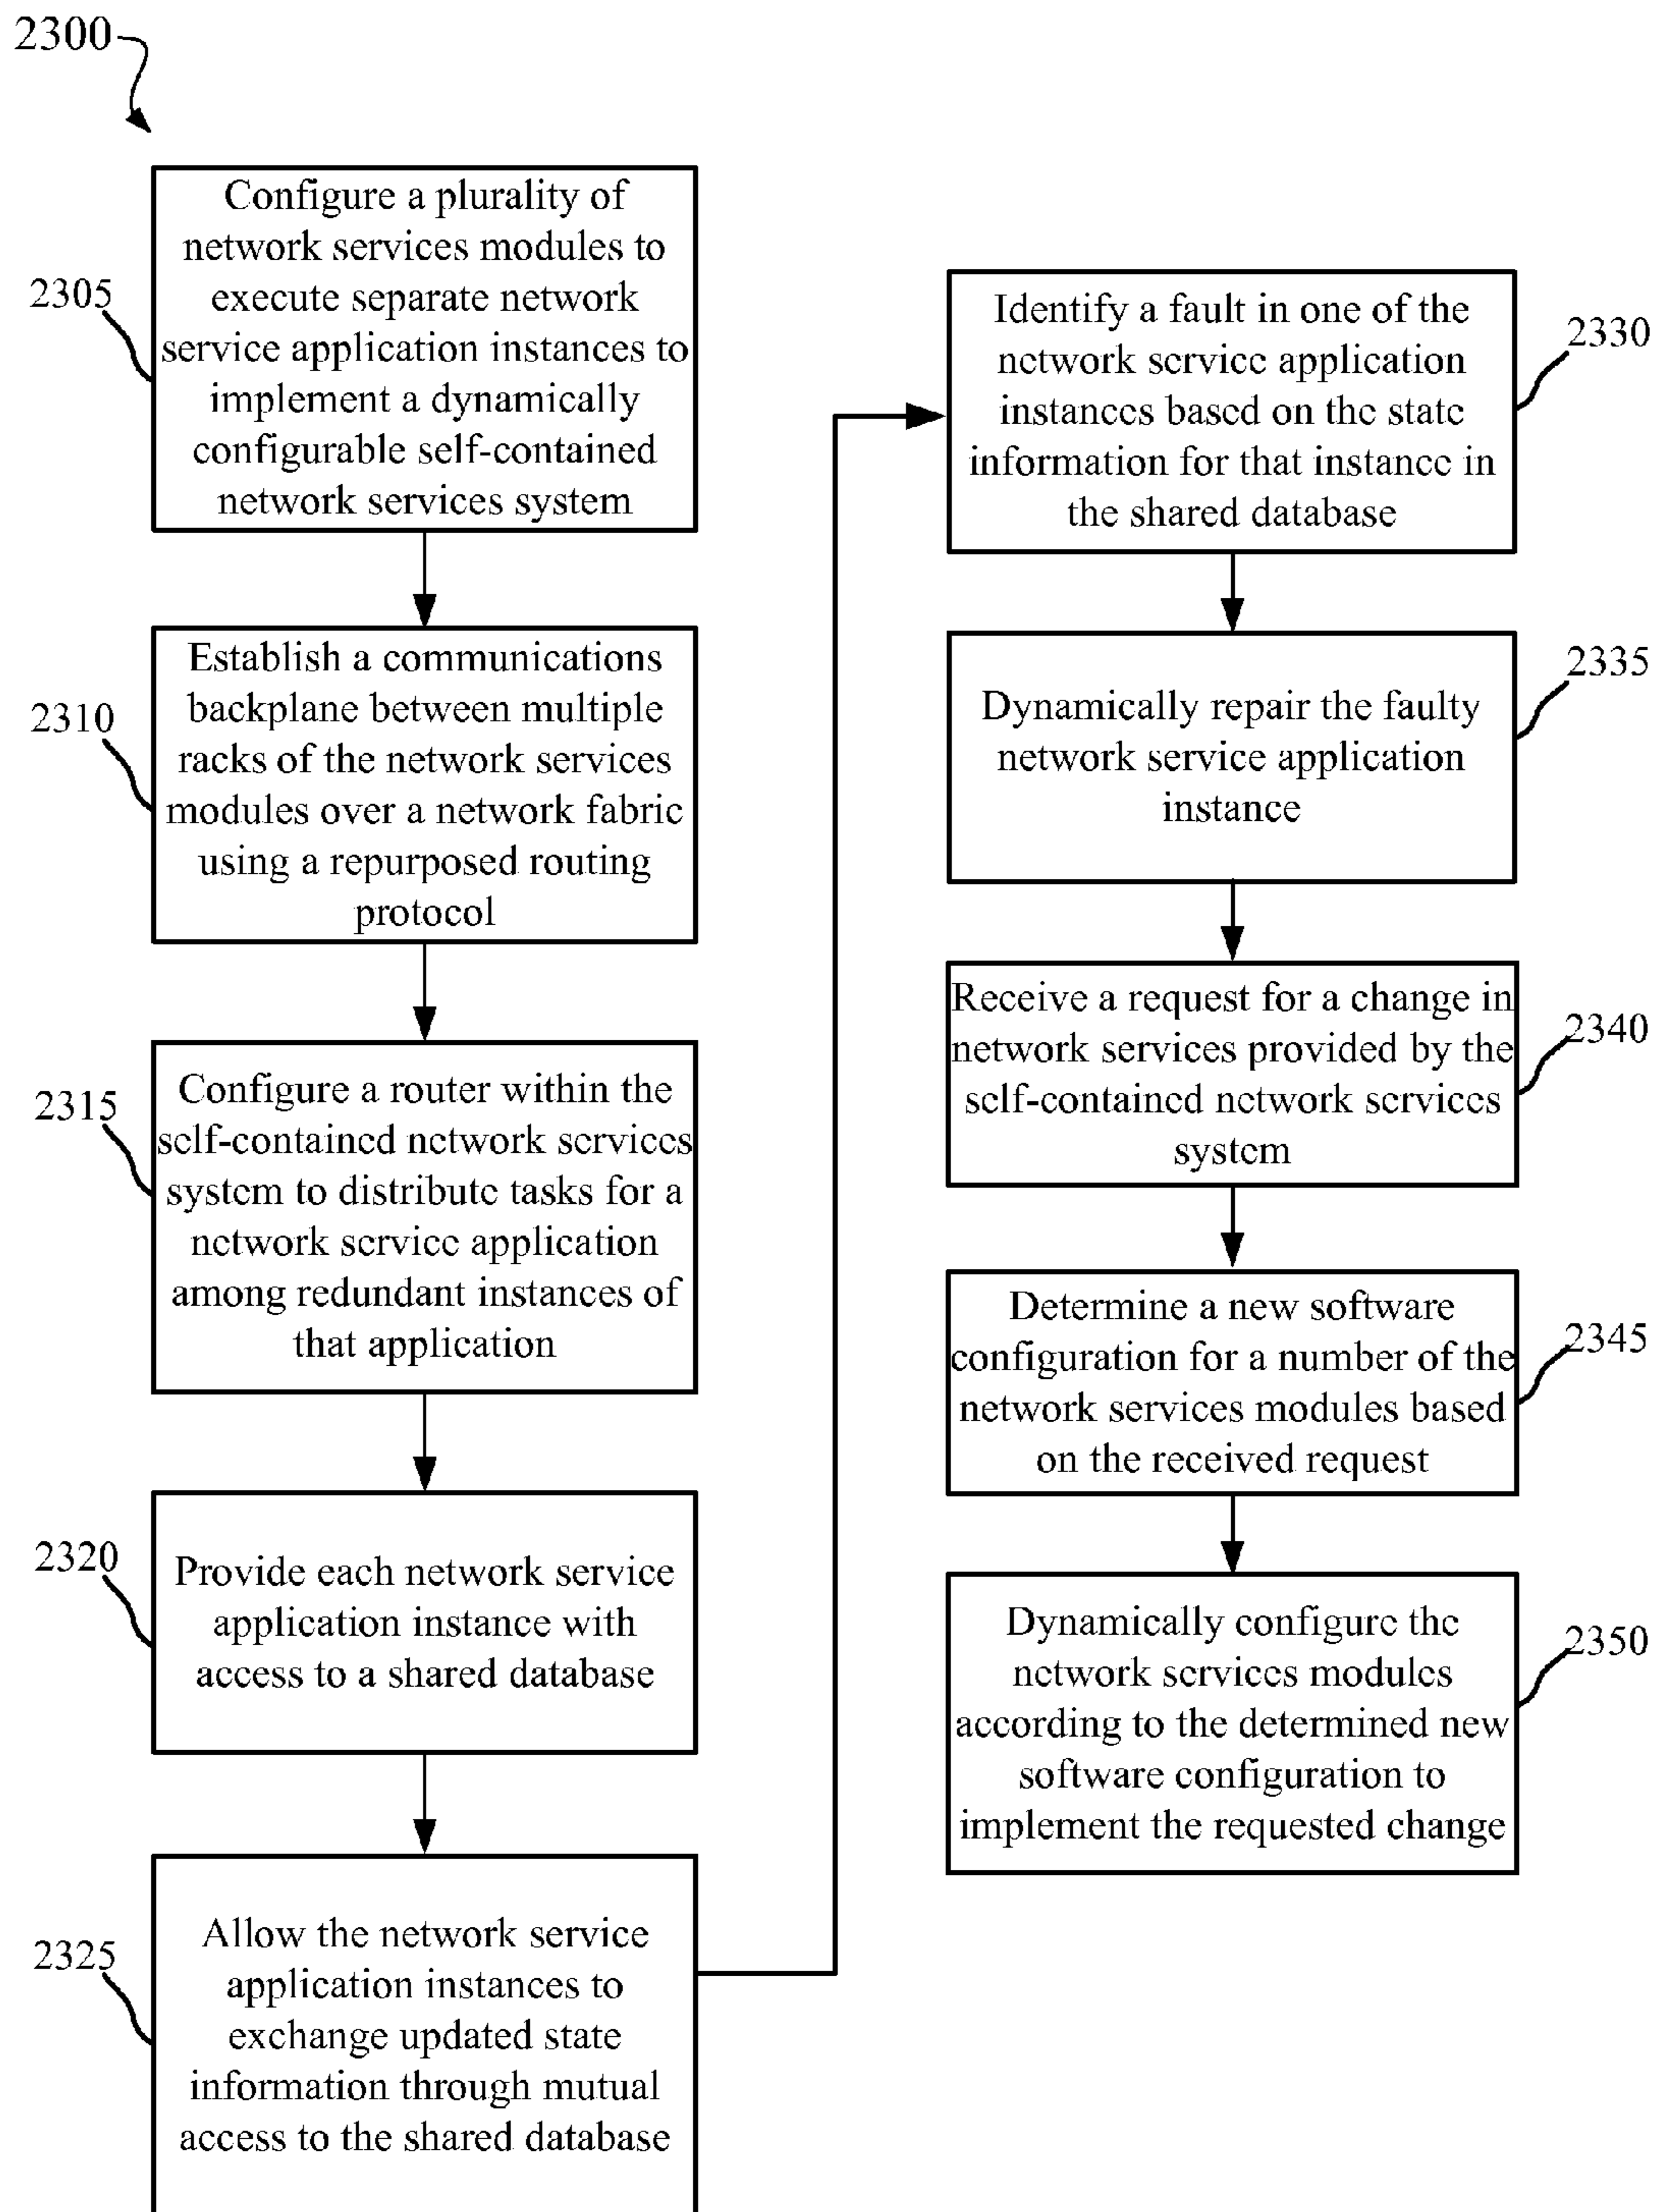 2300
2305
Configure a plurality of
network services modules to
execute separate network
service application instances to
implement a dynamically
configurable self-contained
network services system
2310
Establish a communications
backplane between multiple
racks of the network services
modules over a network fabric
using a repurposed routing
protocol
2315
Configure a router within the
self-contained network services
system to distribute tasks for a
network service application
among redundant instances of
that application
2320
Provide each network service
application instance with
access to a shared database
2325
Allow the network service
application instances to
exchange updated state
information through mutual
access to the shared database
2330
Identify a fault in one of the
network service application
instances based on the state
information for that instance in
the shared database
2335
Dynamically repair the faulty
network service application
instance
2340
Receive a request for a change in
network services provided by the
self-contained network services
system
2345
Determine a new software
configuration for a number of the
network services modules based
on the received request
2350
Dynamically configure the
network services modules
according to the determined new
software configuration to
implement the requested change